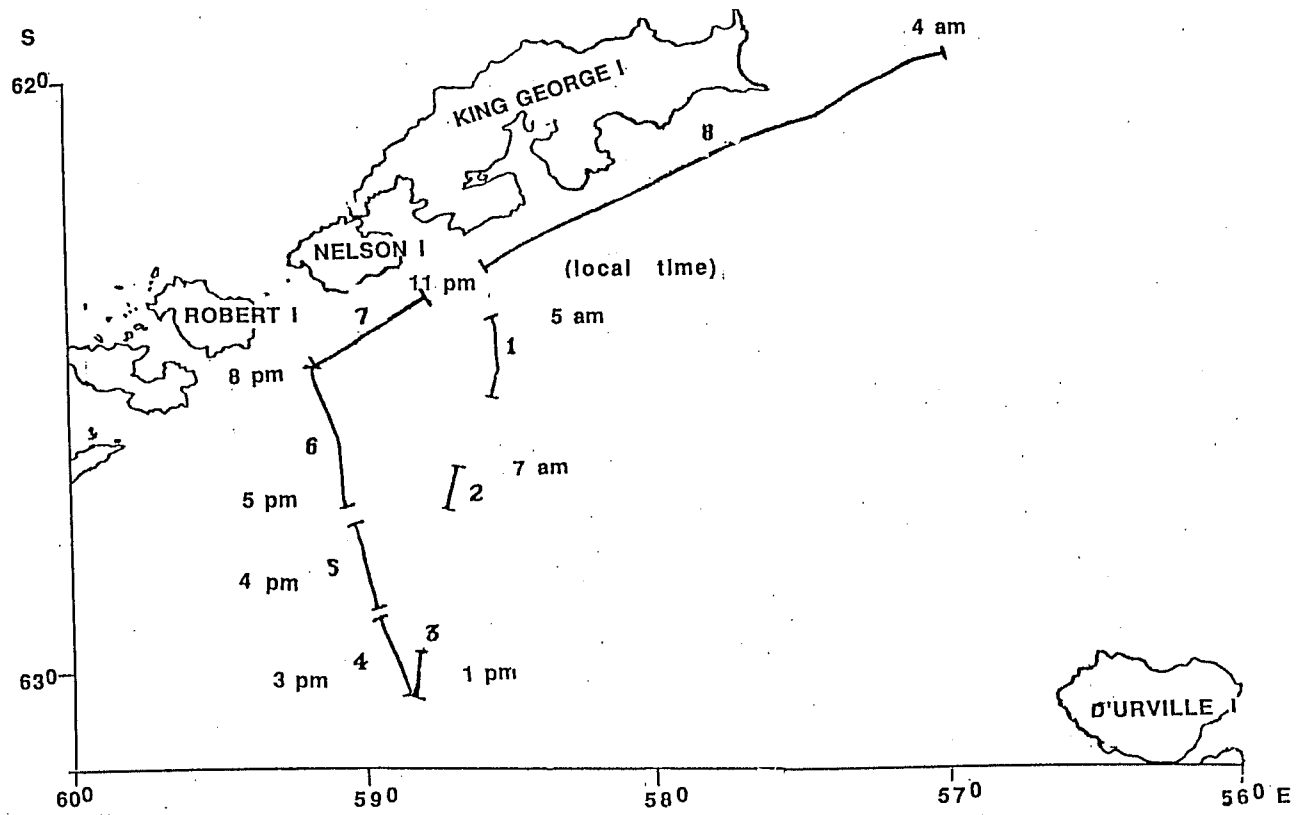 S
4 am
62⁰
KING GEORGE I
8
NELSON I
(local time)
11 pm
ROBERT I
7
5 am
1
8 pm
6
7 am
2
5 pm
4 pm
5
3
4
1 pm
3 pm
63⁰
D'URVILLE I
60⁰
59⁰
58⁰
57⁰
56⁰ E